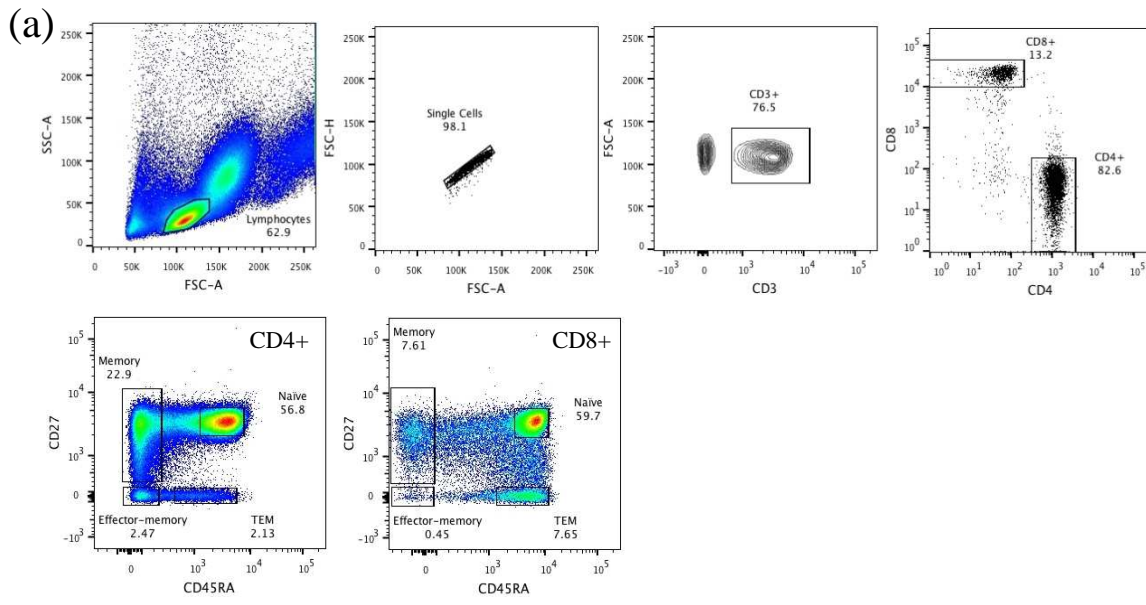 (a)
250K
200K
150K
100K
50K
0
SSC-A
Lymphocytes
62.9
0 50K 100K 150K 200K 250K
FSC-A
250K
200K
150K
100K
50K
0
FSC-H
Single Cells
98.1
0 50K 100K 150K 200K 250K
FSC-A
250K
200K
150K
100K
50K
0
FSC-A
CD3+
76.5
-10³ 0 10³ 10⁴ 10⁵
CD3
10⁵
10⁴
10³
10²
10¹
10⁰
CD8
CD8+
13.2
CD4+
82.6
10⁰ 10¹ 10² 10³ 10⁴ 10⁵
CD4
10⁵
10⁴
10³
0
-10³
CD27
CD4+
Memory
22.9
Naïve
56.8
Effector-memory
2.47
TEM
2.13
0 10³ 10⁴ 10⁵
CD45RA
10⁵
10⁴
10³
0
-10³
CD27
CD8+
Memory
7.61
Naïve
59.7
Effector-memory
0.45
TEM
7.65
0 10³ 10⁴ 10⁵
CD45RA